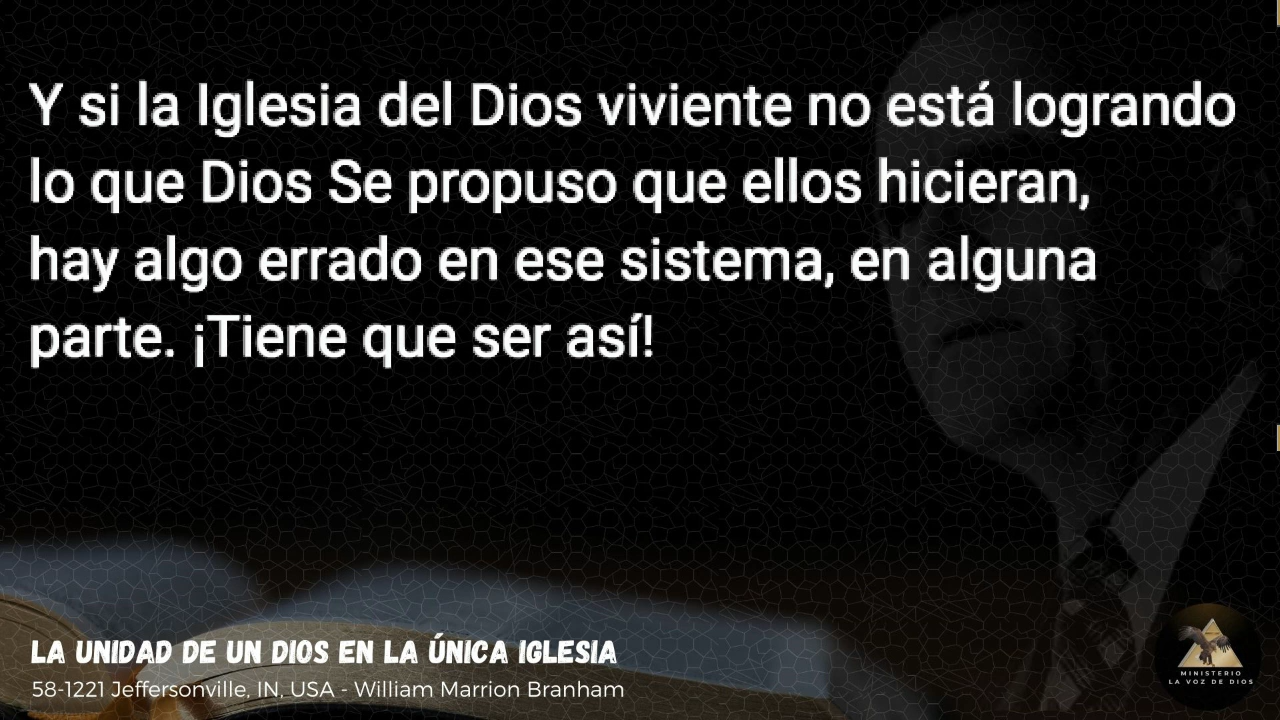 Y si la Iglesia del Dios viviente no está logrando
lo que Dios Se propuso que ellos hicieran,
hay algo errado en ese sistema, en alguna
parte. ¡Tiene que ser así!
LA UNIDAD DE UN DIOS EN LA ÚNICA IGLESIA
58-1221 Jeffersonville, IN, USA - William Marrion Branham
MINISTERIO
LA VOZ DE DIOS